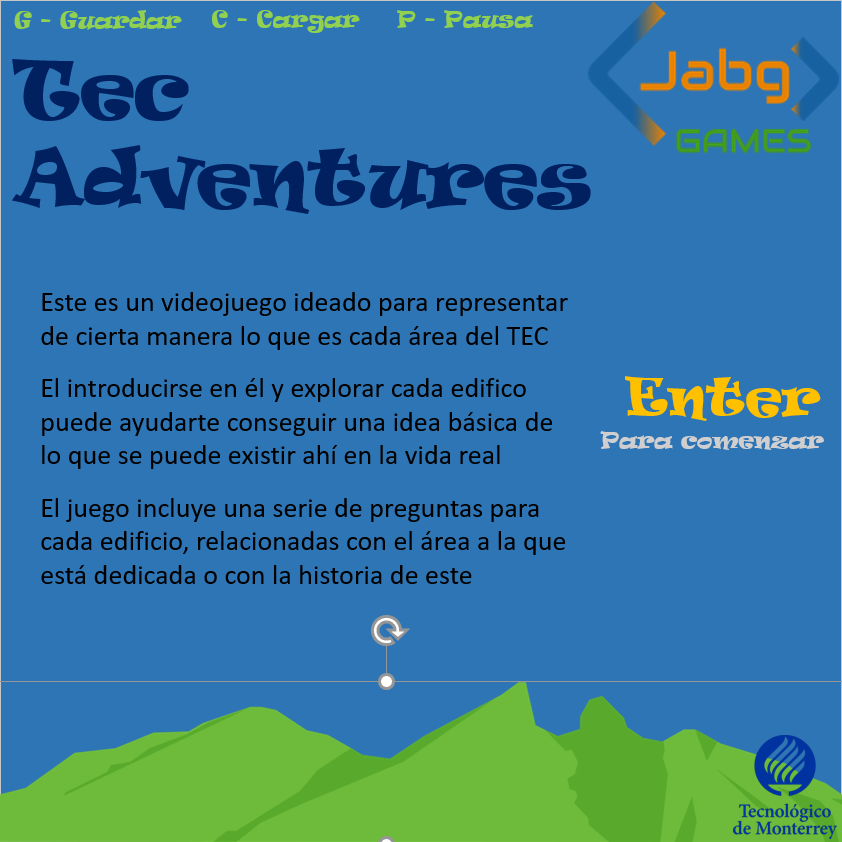 G - Guardar C - Cargar P - Pausa
Tec
Adventures
Jabg
GAMES
Este es un videojuego ideado para representar
de cierta manera lo que es cada área del TEC
El introducirse en él y explorar cada edifico
puede ayudarte conseguir una idea básica de
lo que se puede existir ahí en la vida real
El juego incluye una serie de preguntas para
cada edificio, relacionadas con el área a la que
está dedicada o con la historia de este
Enter
Para comenzar
Tecnológico
de Monterrey